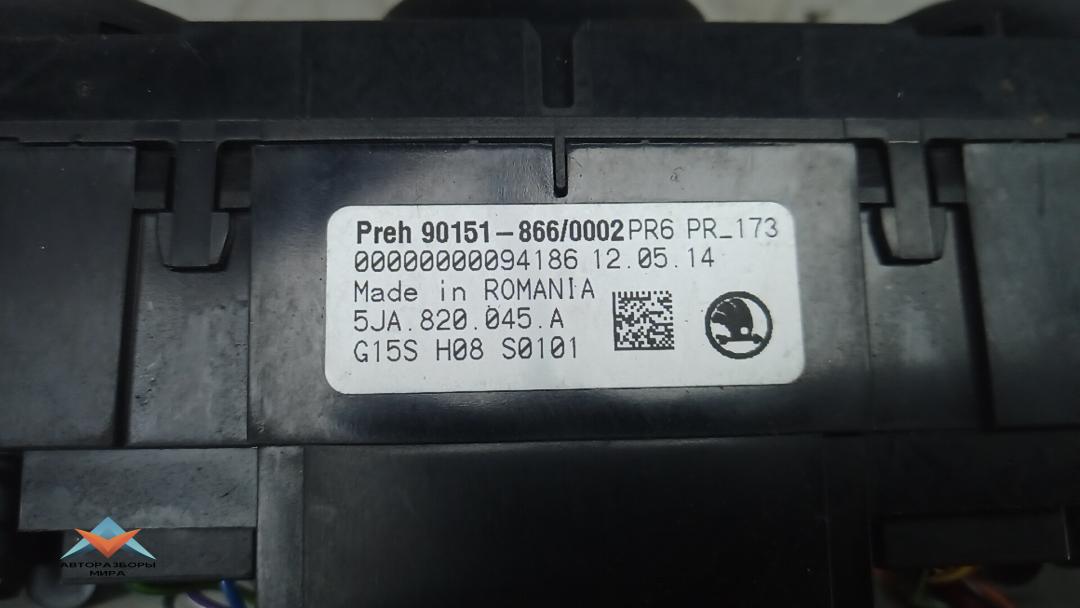 Preh 90151-866/0002 PR6 PR_173
00000000094186 12.05.14
Made in ROMANIA
5JA.820.045.A
G15S H08 S0101
АВТОРАЗБОРЫ
МИРА